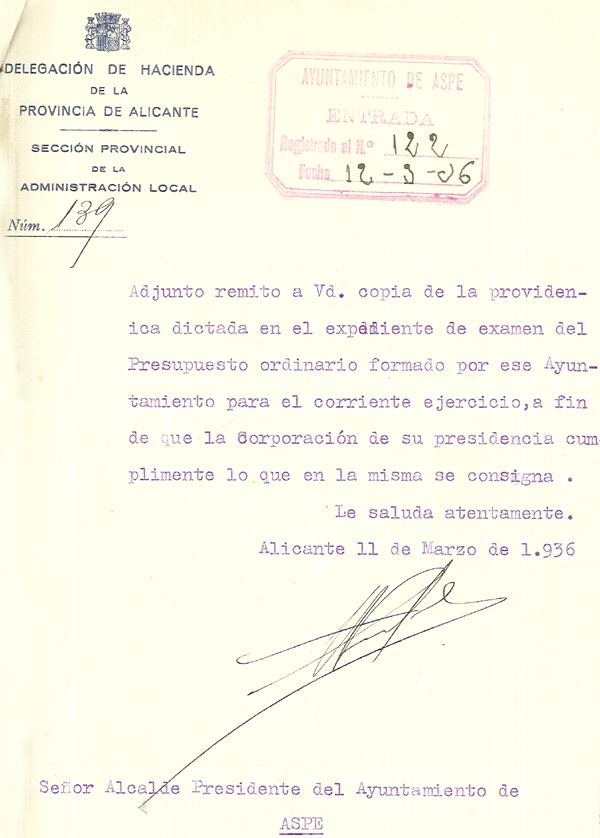 DELEGACIÓN DE HACIENDA
DE LA
PROVINCIA DE ALICANTE
SECCIÓN PROVINCIAL
DE LA
ADMINISTRACIÓN LOCAL
Núm. 139
AYUNTAMIENTO DE ASPE
ENTRADA
Registrado al N.º 122
Fecha 12-3-36
Adjunto remito a Vd. copia de la providen-
ica dictada en el expediente de examen del
Presupuesto ordinario formado por ese Ayun-
tamiento para el corriente ejercicio,a fin
de que la Corporación de su presidencia cum
plimente lo que en la misma se consigna .
Le saluda atentamente.
Alicante 11 de Marzo de 1.936
Señor Alcalde Presidente del Ayuntamiento de
ASPE